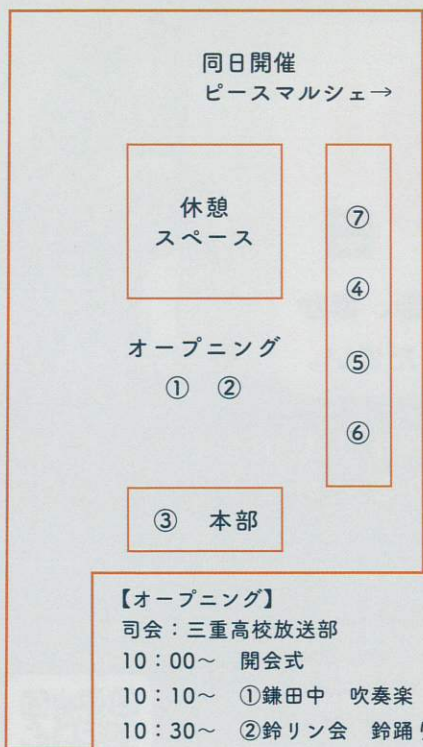 同日開催
ピースマルシェ→
休憩
スペース
⑦
④
⑤
⑥
オープニング
① ②
③ 本部
【オープニング】
司会:三重高校放送部
10:00～ 開会式
10:10～ ①鎌田中 吹奏楽
10:30～ ②鈴リン会 鈴踊り